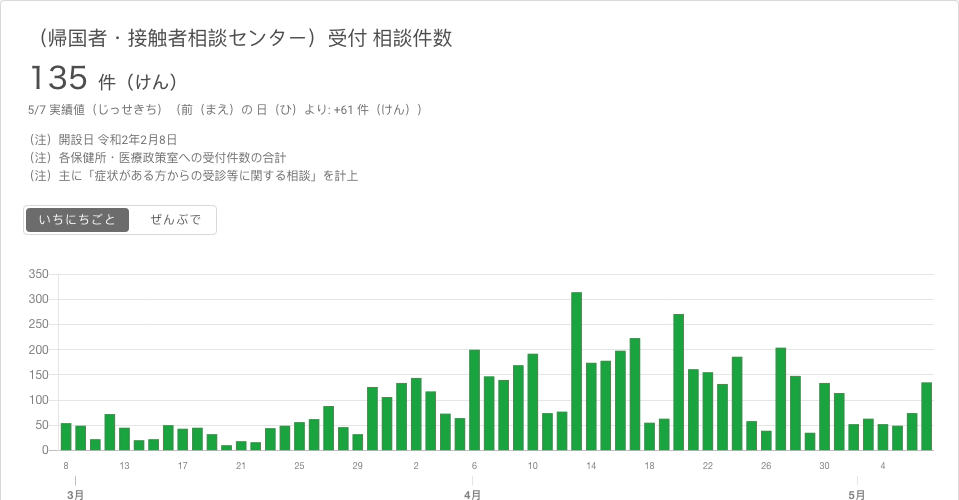 （帰国者・接触者相談センター）受付 相談件数
135 件（けん）
5/7 実績値（じっせきち）（前（まえ）の 日（ひ）より: +61 件（けん））
（注）開設日 令和2年2月8日
（注）各保健所・医療政策室への受付件数の合計
（注）主に「症状がある方からの受診等に関する相談」を計上
いちにちごと ぜんぶで
350
300
250
200
150
100
50
0
8 13 17 21 25 29 2 6 10 14 18 22 26 30 4
3月 4月 5月